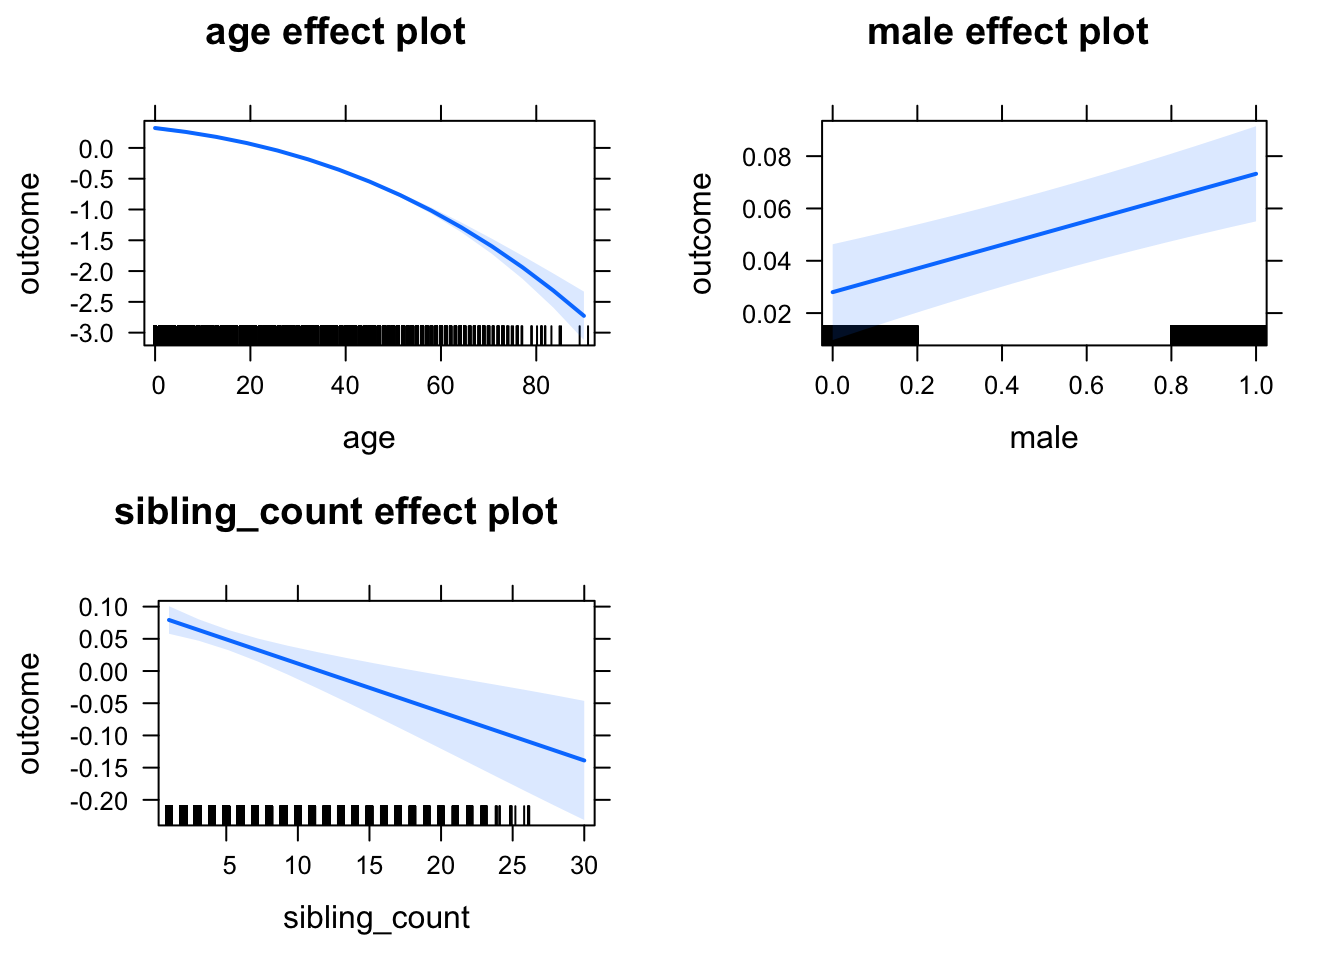 age effect plot
outcome
0.0
-0.5
-1.0
-1.5
-2.0
-2.5
-3.0
0 20 40 60 80
age
male effect plot
outcome
0.08
0.06
0.04
0.02
0.0 0.2 0.4 0.6 0.8 1.0
male
sibling_count effect plot
outcome
0.10
0.05
0.00
-0.05
-0.10
-0.15
-0.20
5 10 15 20 25 30
sibling_count